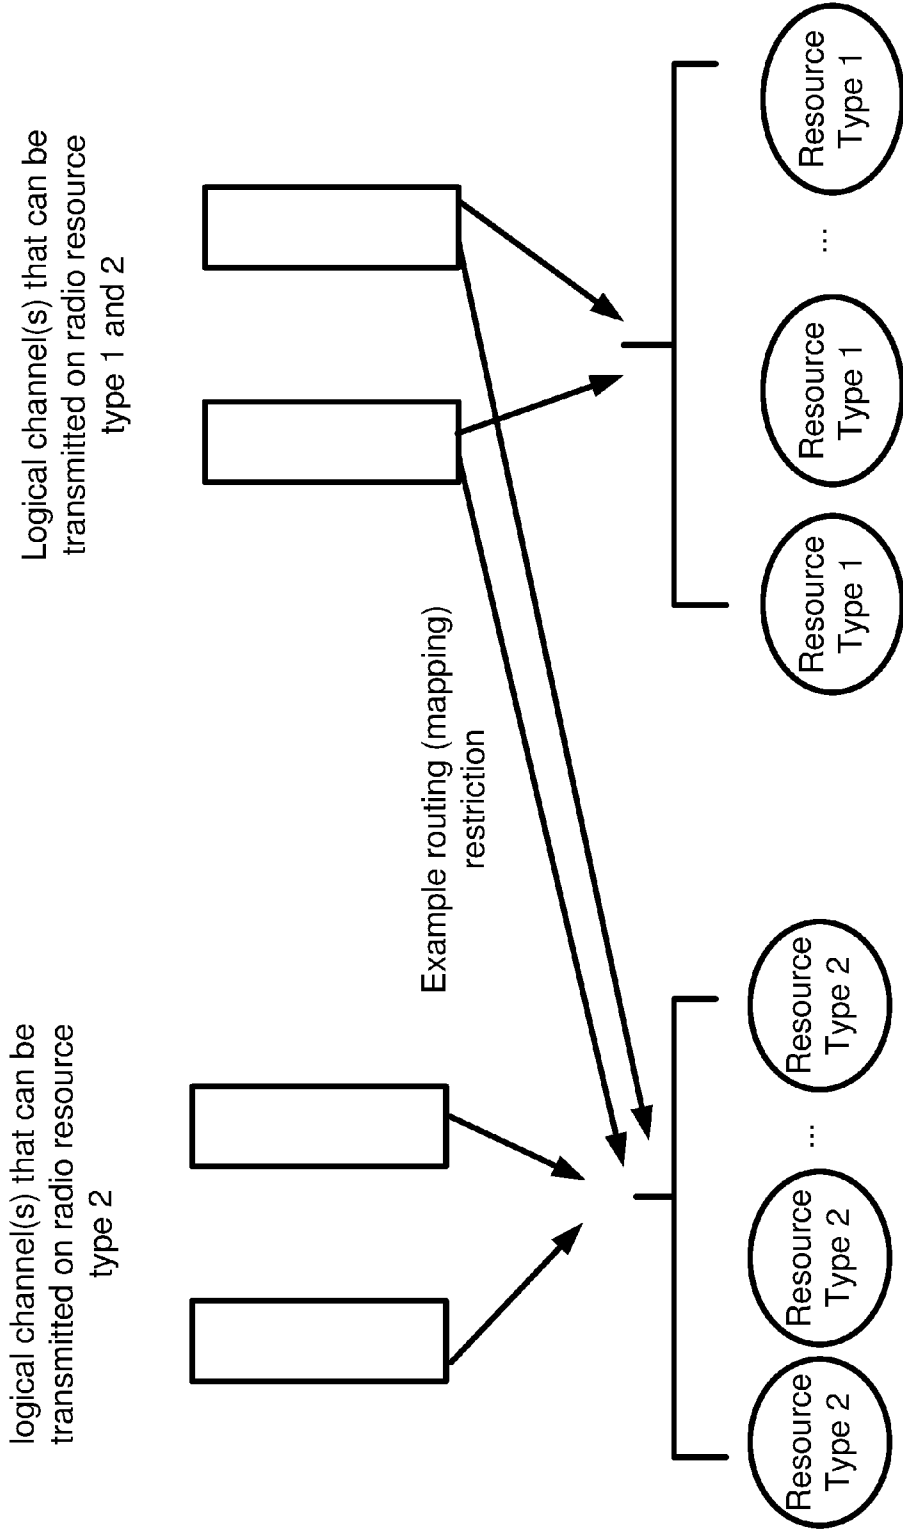 logical channel(s) that can be
transmitted on radio resource
type 2
Logical channel(s) that can be
transmitted on radio resource
type 1 and 2
Example routing (mapping)
restriction
Resource
Type 2
Resource
Type 2
...
Resource
Type 2
Resource
Type 1
Resource
Type 1
...
Resource
Type 1